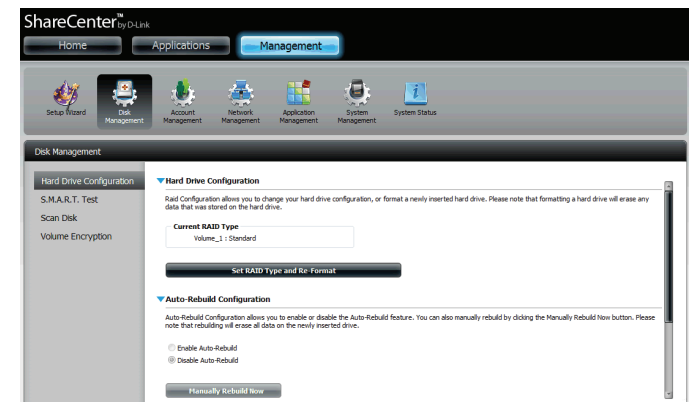 ShareCenter™ by D-Link
Home Applications Management
Setup Wizard Disk Management Account Management Network Management Application Management System Management System Status
Disk Management
Hard Drive Configuration
S.M.A.R.T. Test
Scan Disk
Volume Encryption
Hard Drive Configuration
Raid Configuration allows you to change your hard drive configuration, or format a newly inserted hard drive. Please note that formatting a hard drive will erase any
data that was stored on the hard drive.
Current RAID Type
Volume_1 : Standard
Set RAID Type and Re-Format
Auto-Rebuild Configuration
Auto-Rebuild Configuration allows you to enable or disable the Auto-Rebuild feature. You can also manually rebuild by clicking the Manually Rebuild Now button. Please
note that rebuilding will erase all data on the newly inserted drive.
Enable Auto-Rebuild
Disable Auto-Rebuild
Manually Rebuild Now